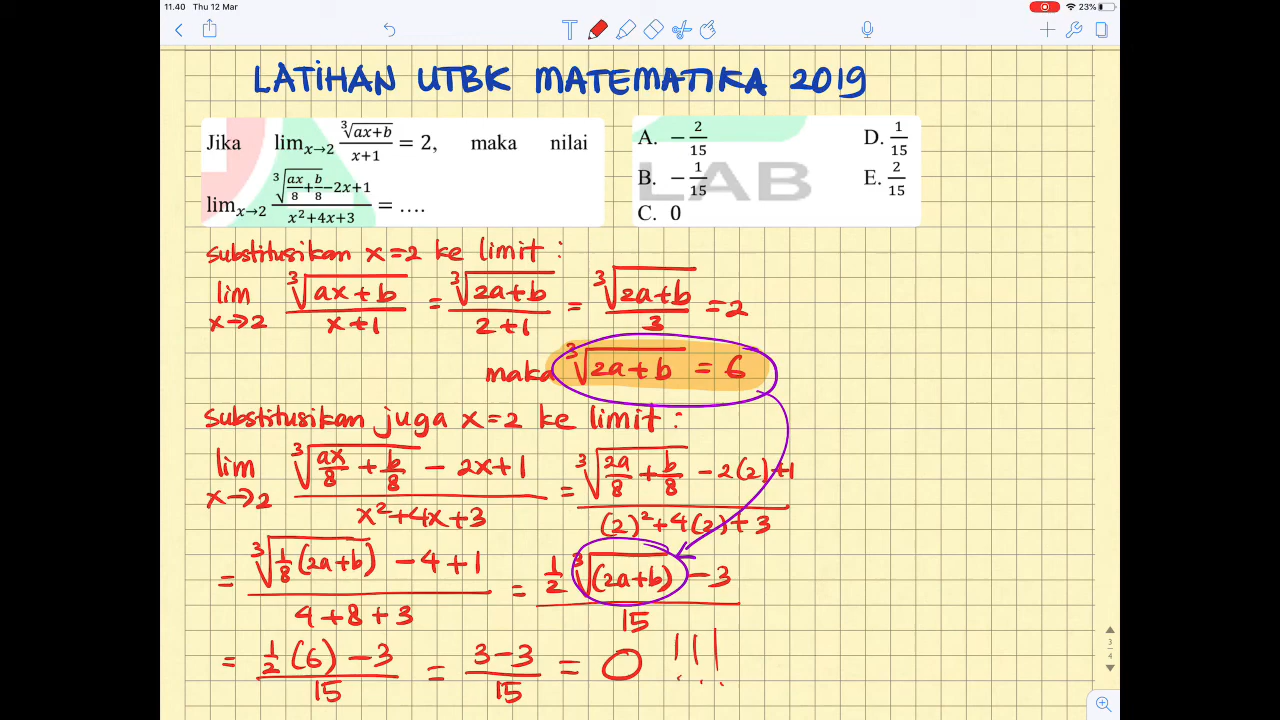 11.40 Thu 12 Mar 23%
LATIHAN UTBK MATEMATIKA 2019
Jika lim_{x→2} ∛(ax+b)/(x+1) = 2, maka nilai
lim_{x→2} (∛(ax/8+b/8)−2x+1)/(x²+4x+3) = ….
A. −2/15 D. 1/15
B. −1/15 E. 2/15
C. 0
LAB
substitusikan x=2 ke limit :
lim_{x→2} ∛(ax+b)/(x+1) = ∛(2a+b)/(2+1) = ∛(2a+b)/3 = 2
maka ∛(2a+b) = 6
substitusikan juga x=2 ke limit :
lim_{x→2} (∛(ax/8 + b/8) − 2x+1)/(x²+4x+3) = (∛(2a/8 + b/8) − 2(2)+1)/((2)²+4(2)+3)
= (∛(1/8 (2a+b)) − 4+1)/(4+8+3) = (1/2 ∛(2a+b) − 3)/15
= (1/2 (6) − 3)/15 = (3−3)/15 = 0 !!!
3/4